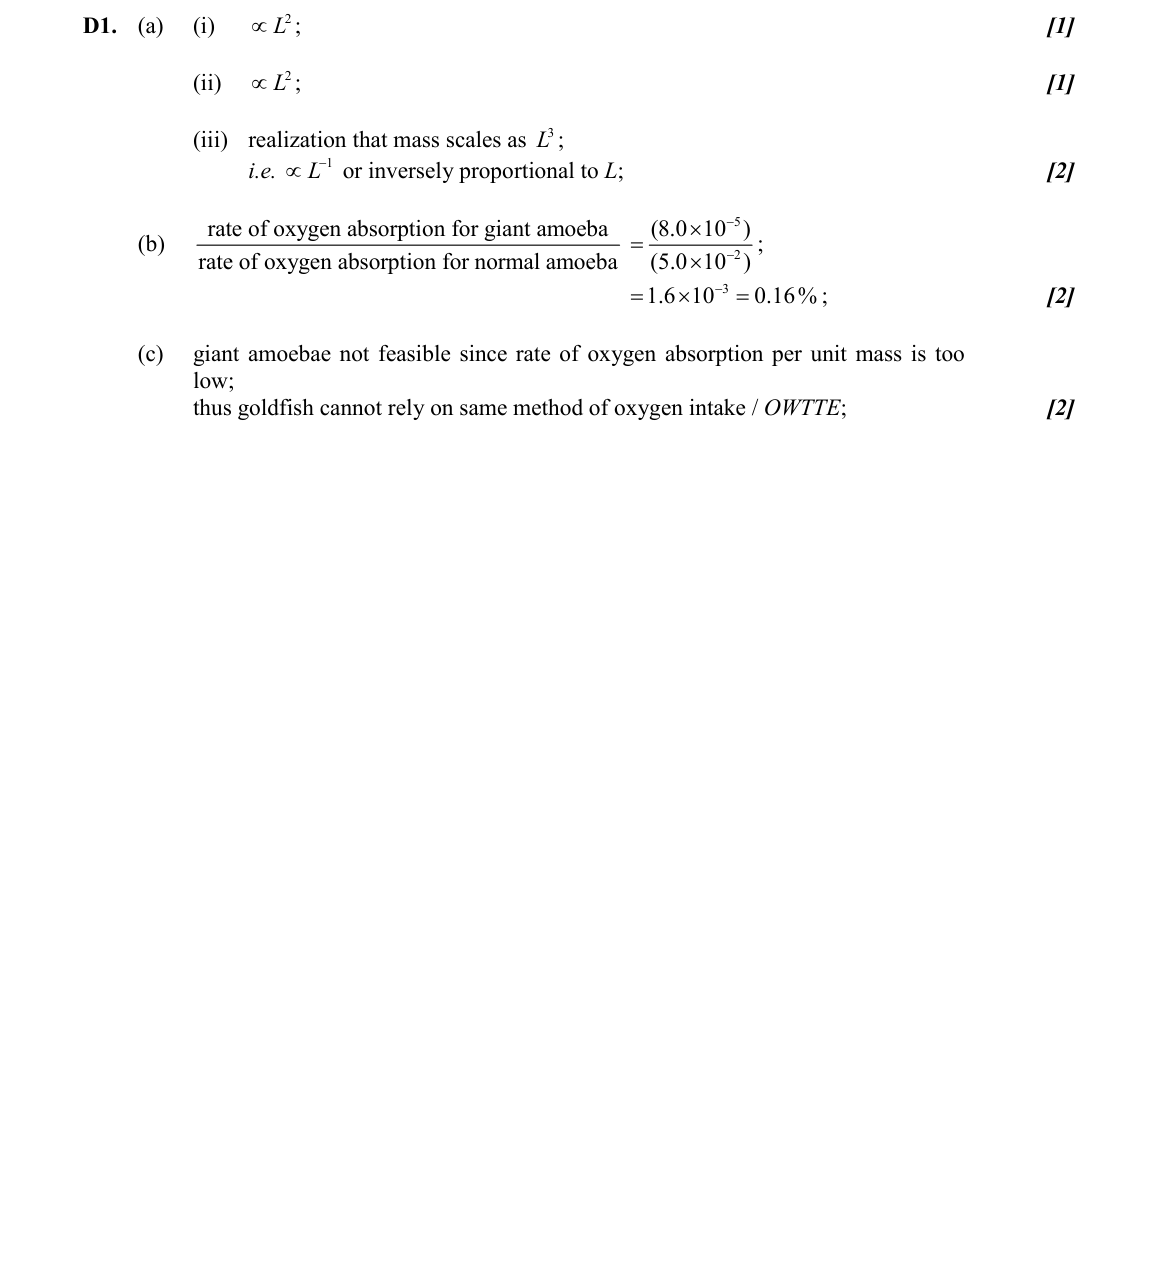 D1. (a) (i) ∝ L²; [1]
(ii) ∝ L²; [1]
(iii) realization that mass scales as L³;
i.e. ∝ L⁻¹ or inversely proportional to L; [2]
(b) rate of oxygen absorption for giant amoeba / rate of oxygen absorption for normal amoeba = (8.0×10⁻⁵) / (5.0×10⁻²) ;
= 1.6×10⁻³ = 0.16% ; [2]
(c) giant amoebae not feasible since rate of oxygen absorption per unit mass is too
low;
thus goldfish cannot rely on same method of oxygen intake / OWTTE; [2]